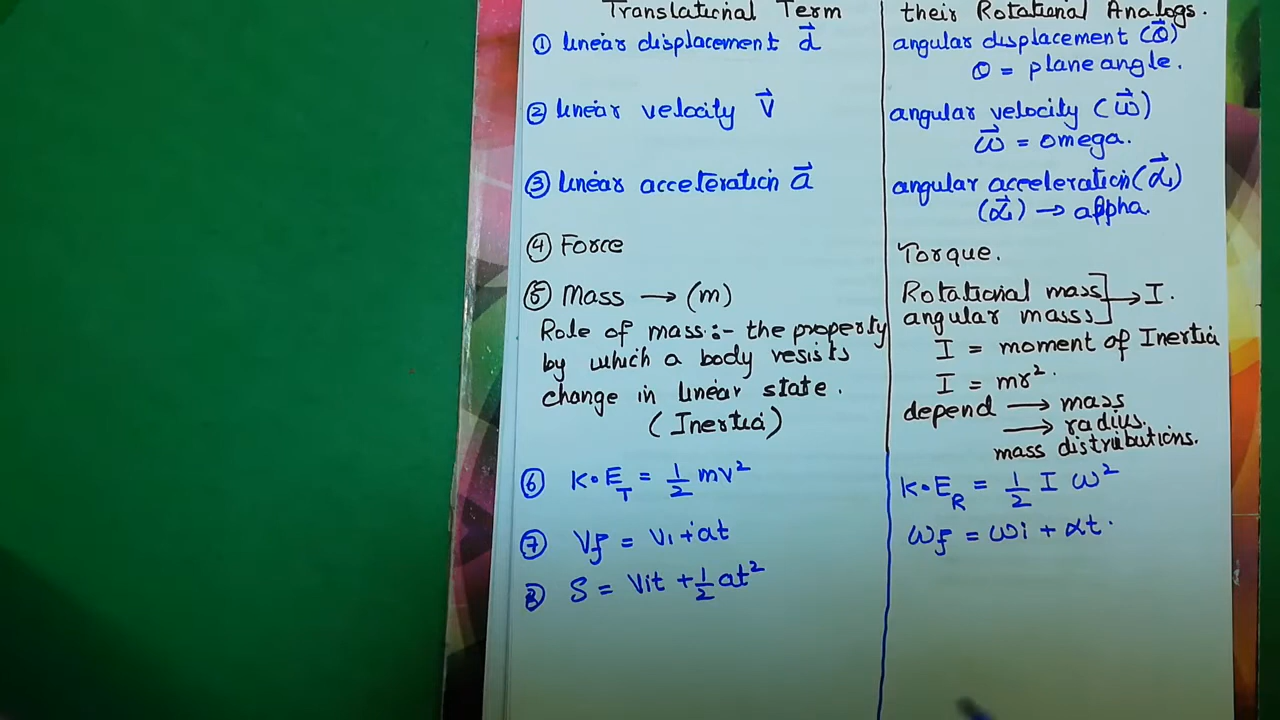 Translational Term
their Rotational Analogs.
① linear displacement d⃗
angular displacement (θ⃗)
θ = plane angle.
② linear velocity V⃗
angular velocity (ω⃗)
ω⃗ = omega.
③ linear acceleration a⃗
angular acceleration (α⃗)
(α⃗) → alpha.
④ Force
Torque.
⑤ Mass → (m)
Rotational mass] → I.
angular masss]
Role of mass:- the property
by which a body resists
change in linear state.
(Inertia)
I = moment of Inertia
I = mr².
depend → mass
→ radius.
mass distributions.
⑥ K.E_T = 1/2 mv²
K.E_R = 1/2 I ω²
⑦ Vf = Vi + at
ωf = ωi + αt.
⑧ S = Vit + 1/2 at²